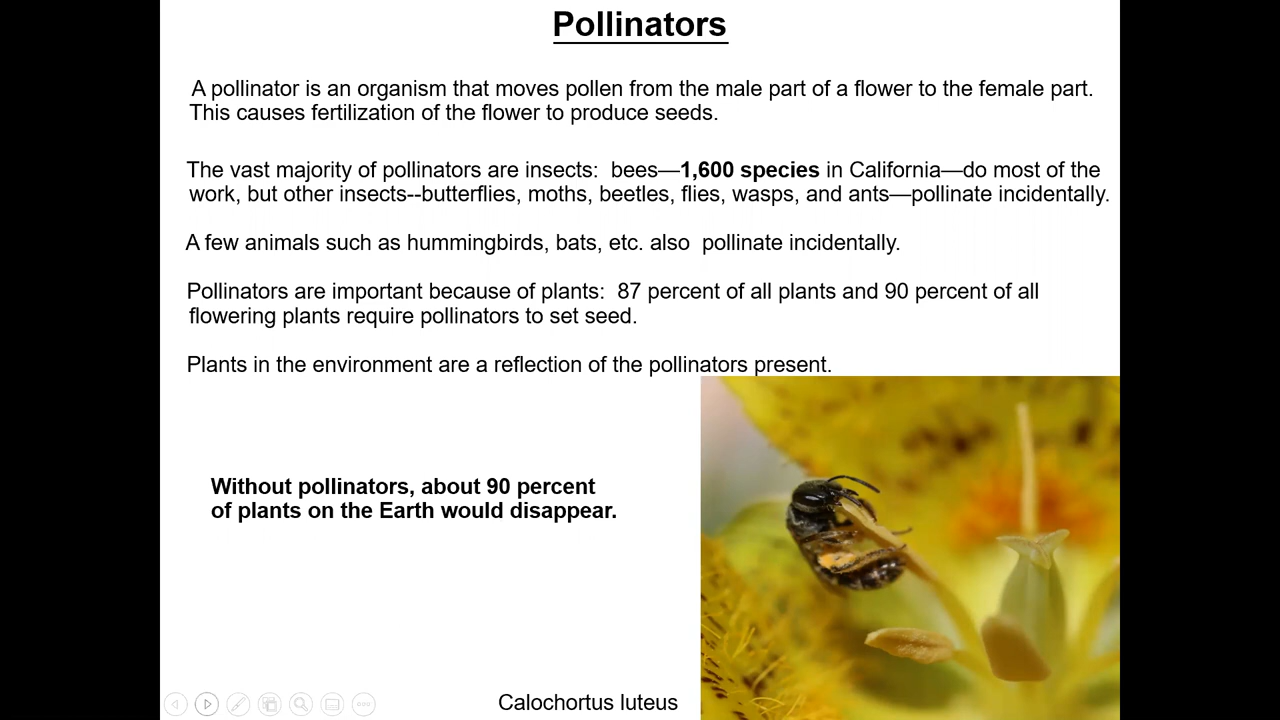 Pollinators
A pollinator is an organism that moves pollen from the male part of a flower to the female part.
This causes fertilization of the flower to produce seeds.
The vast majority of pollinators are insects:  bees—1,600 species in California—do most of the
work, but other insects--butterflies, moths, beetles, flies, wasps, and ants—pollinate incidentally.
A few animals such as hummingbirds, bats, etc. also  pollinate incidentally.
Pollinators are important because of plants:  87 percent of all plants and 90 percent of all
flowering plants require pollinators to set seed.
Plants in the environment are a reflection of the pollinators present.
Without pollinators, about 90 percent
of plants on the Earth would disappear.
Calochortus luteus